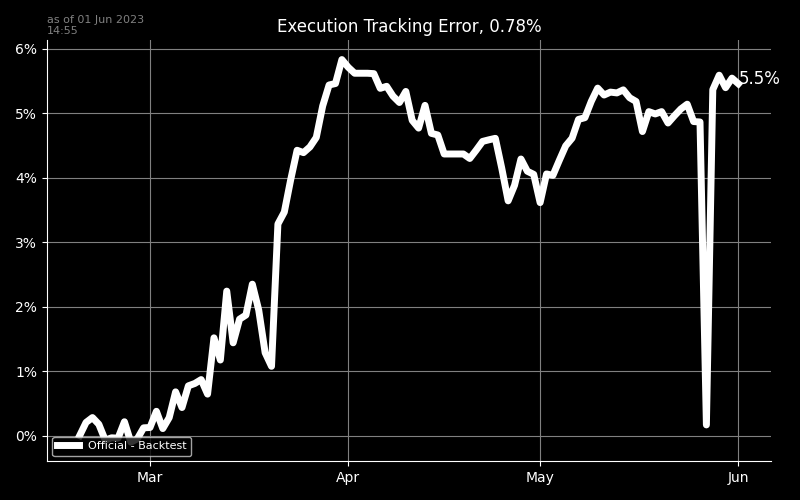 as of 01 Jun 2023
14:55
Execution Tracking Error, 0.78%
6%
5.5%
5%
4%
3%
2%
1%
0%
Official - Backtest
Mar
Apr
May
Jun